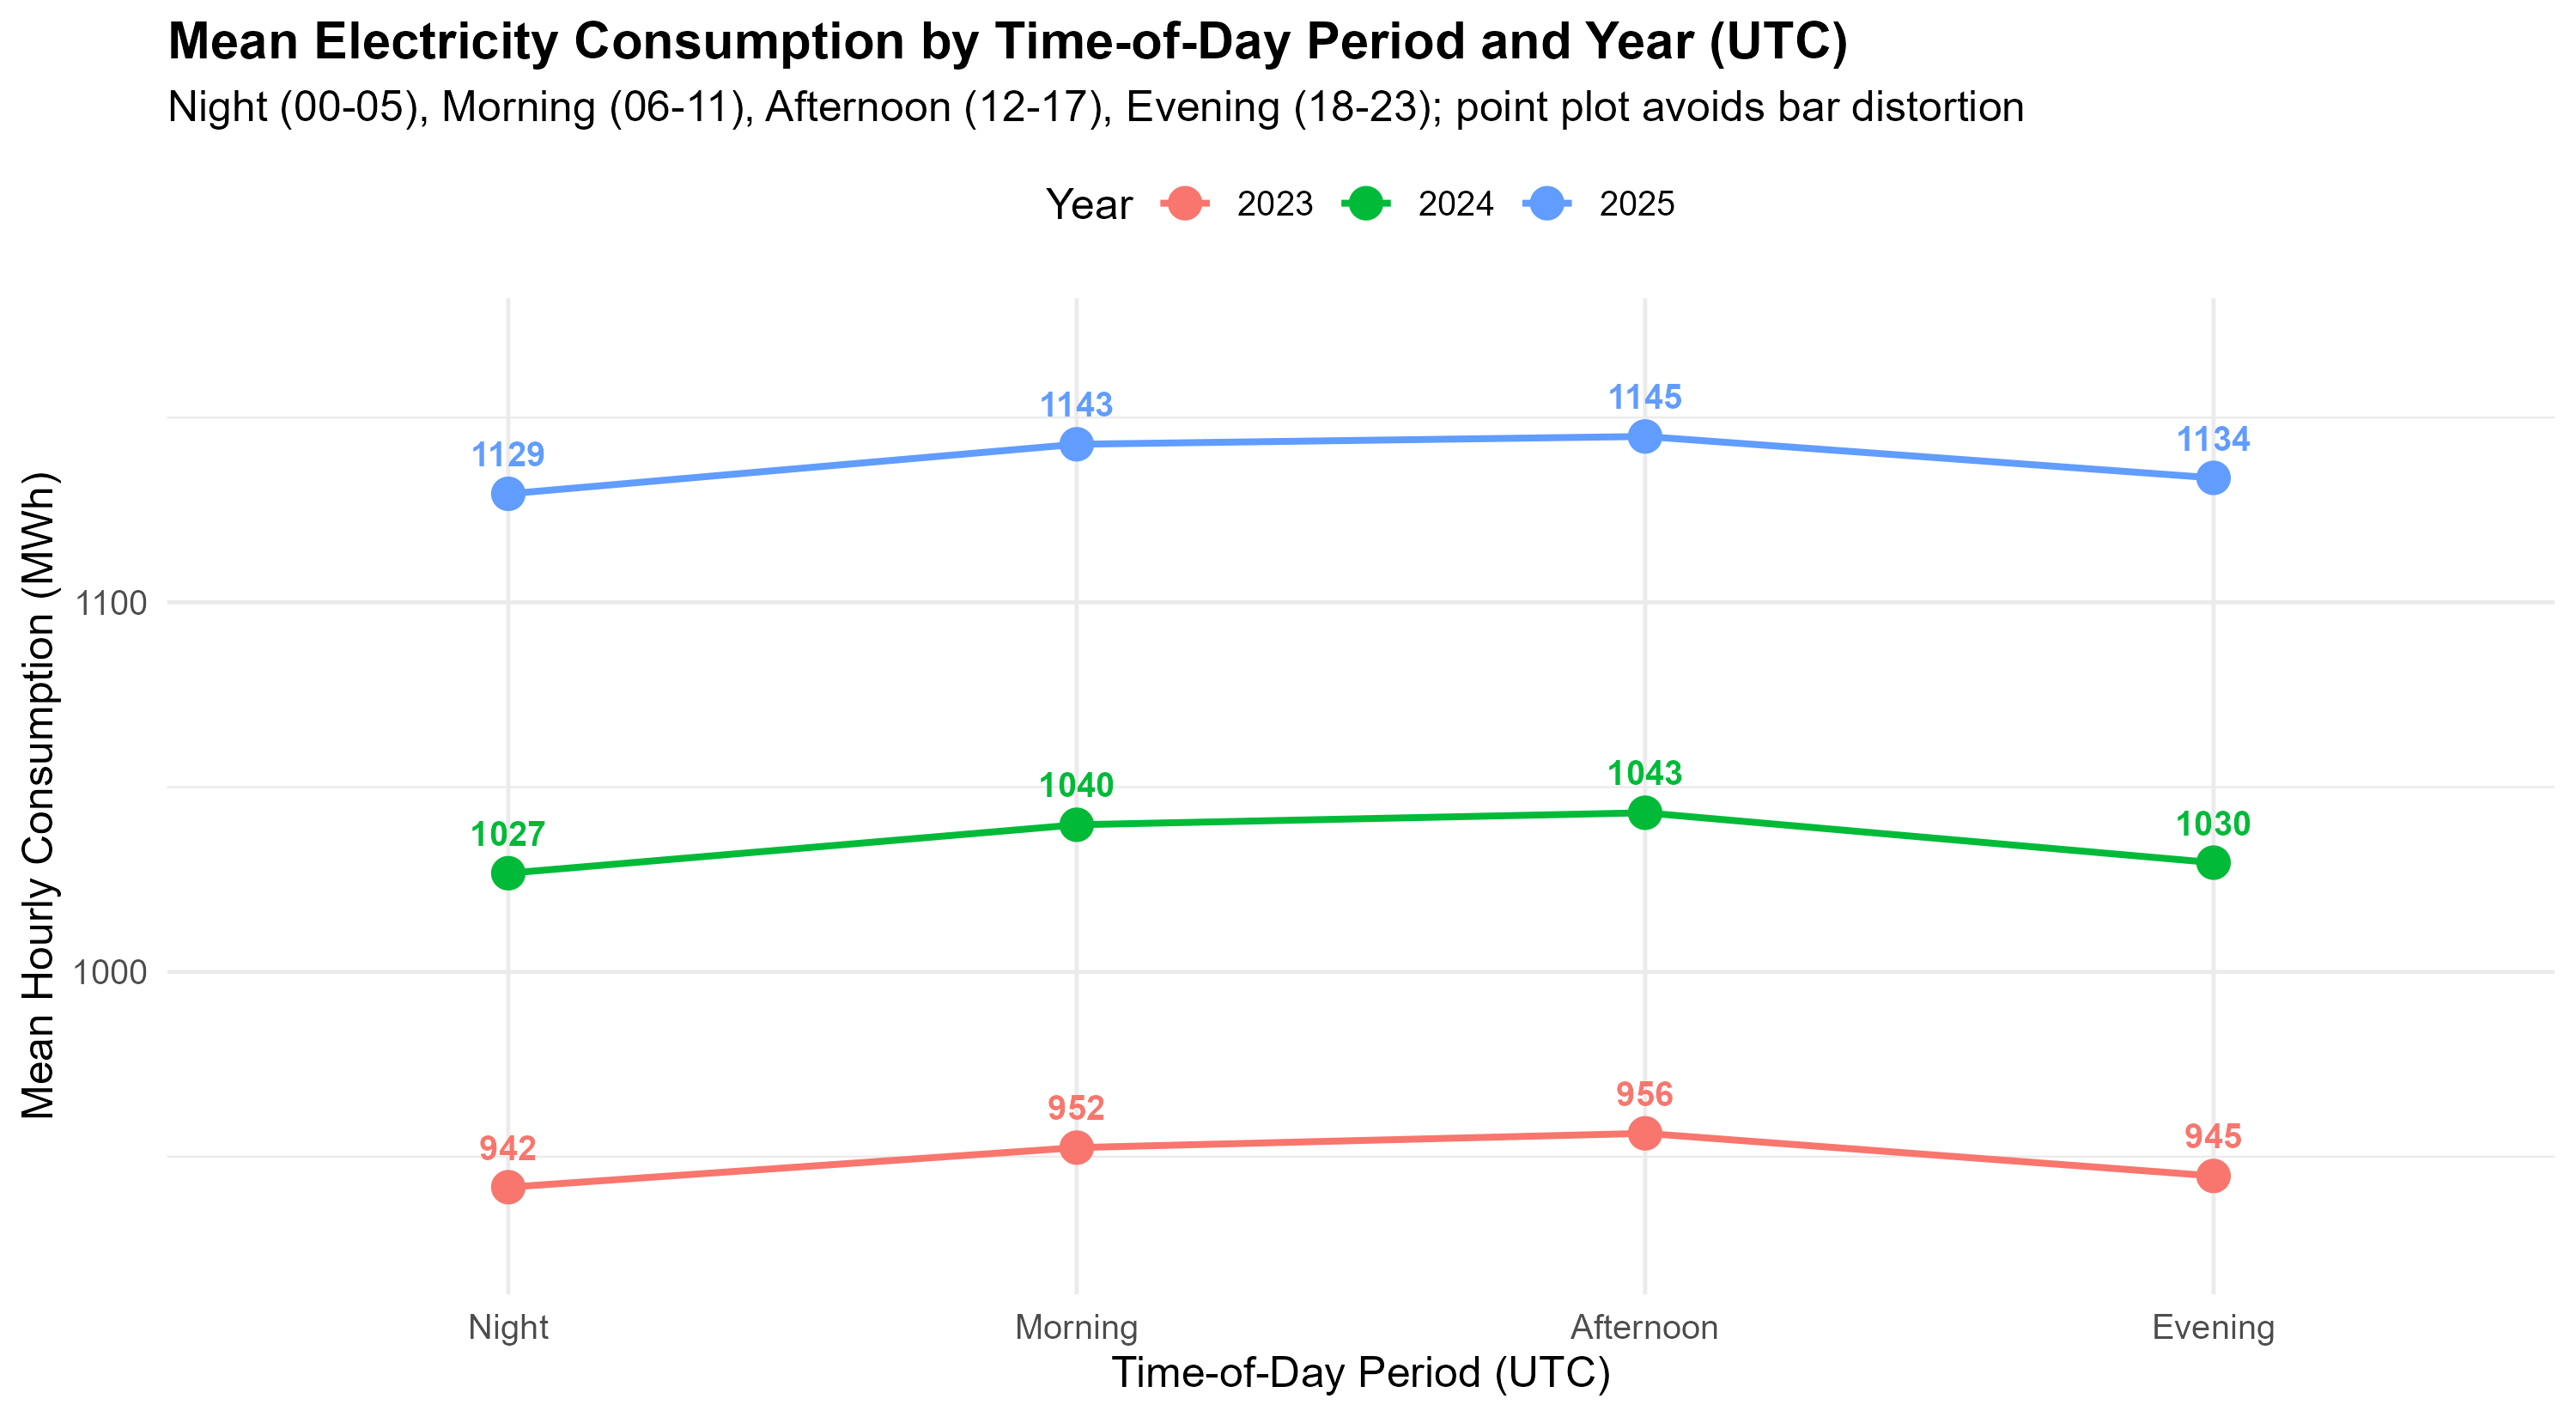 Mean Electricity Consumption by Time-of-Day Period and Year (UTC)
Night (00-05), Morning (06-11), Afternoon (12-17), Evening (18-23); point plot avoids bar distortion
Year 2023 2024 2025
Mean Hourly Consumption (MWh)
1129 1143 1145 1134
1100
1027 1040 1043 1030
1000
942 952 956 945
Night Morning Afternoon Evening
Time-of-Day Period (UTC)